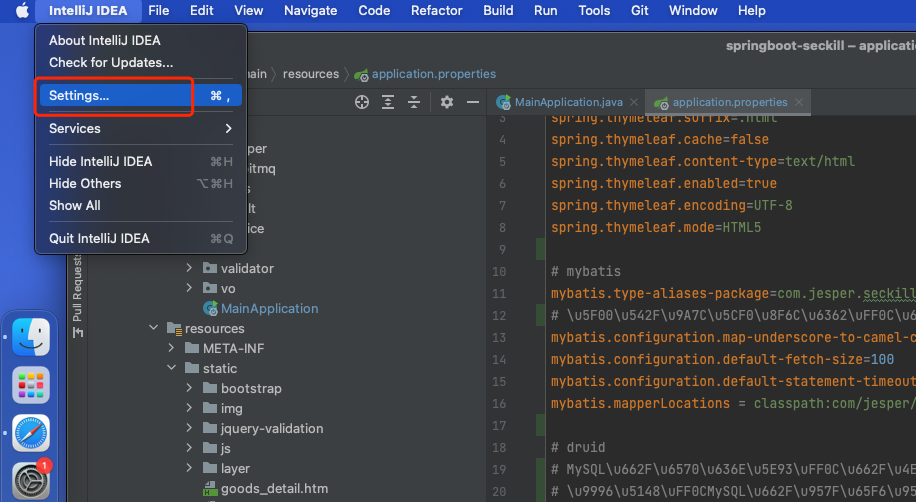 IntelliJ IDEA File Edit View Navigate Code Refactor Build Run Tools Git Window Help
About IntelliJ IDEA
Check for Updates...
Settings... ⌘ ,
Services
Hide IntelliJ IDEA ⌘H
Hide Others ⌥⌘H
Show All
Quit IntelliJ IDEA ⌘Q
springboot-seckill – applicatio
resources application.properties
MainApplication.java application.properties
3 spring.thymeleaf.suffix=.html
4 spring.thymeleaf.cache=false
5 spring.thymeleaf.content-type=text/html
6 spring.thymeleaf.enabled=true
7 spring.thymeleaf.encoding=UTF-8
8 spring.thymeleaf.mode=HTML5
9
10 # mybatis
11 mybatis.type-aliases-package=com.jesper.seckill
12 # \u5F00\u542F\u9A7C\u5CF0\u8F6C\u6362\uFF0C\u6
13 mybatis.configuration.map-underscore-to-camel-c
14 mybatis.configuration.default-fetch-size=100
15 mybatis.configuration.default-statement-timeout
16 mybatis.mapperLocations = classpath:com/jesper/
17
18 # druid
19 # MySQL\u662F\u6570\u636E\u5E93\uFF0C\u662F\u4E
20 # \u9996\u5148\uFF0CMySQL\u662F\u957F\u65F6\u95
validator
vo
MainApplication
resources
META-INF
static
bootstrap
img
jquery-validation
js
layer
goods_detail.htm
Pull Requests
1